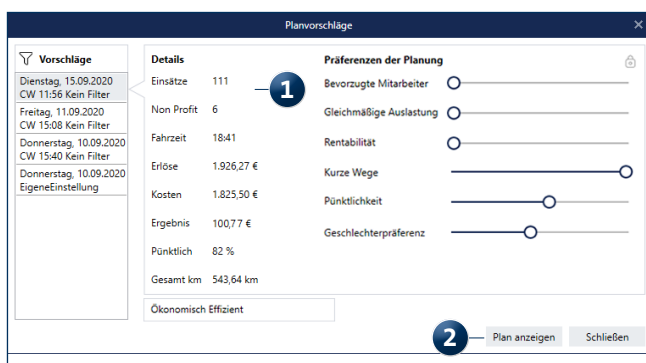 Planvorschläge
Vorschläge
Dienstag, 15.09.2020
CW 11:56 Kein Filter
Freitag, 11.09.2020
CW 15:08 Kein Filter
Donnerstag, 10.09.2020
CW 15:40 Kein Filter
Donnerstag, 10.09.2020
EigeneEinstellung
Details
Einsätze 111
Non Profit 6
Fahrzeit 18:41
Erlöse 1.926,27 €
Kosten 1.825,50 €
Ergebnis 100,77 €
Pünktlich 82 %
Gesamt km 543,64 km
1
Präferenzen der Planung
Bevorzugte Mitarbeiter
Gleichmäßige Auslastung
Rentabilität
Kurze Wege
Pünktlichkeit
Geschlechterpräferenz
Ökonomisch Effizient
2
Plan anzeigen
Schließen